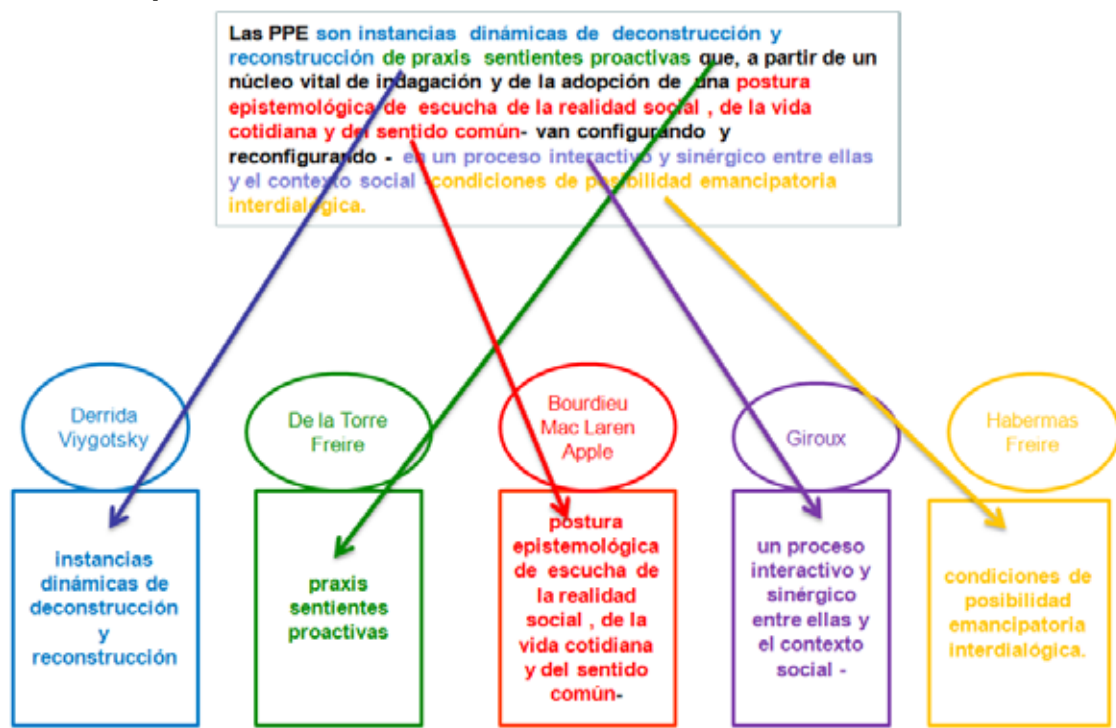 Las PPE son instancias dinámicas de deconstrucción y
reconstrucción de praxis sentientes proactivas que, a partir de un
núcleo vital de indagación y de la adopción de una postura
epistemológica de escucha de la realidad social , de la vida
cotidiana y del sentido común- van configurando y
reconfigurando - en un proceso interactivo y sinérgico entre ellas
y el contexto social -condiciones de posibilidad emancipatoria
interdialógica.
Derrida
Viygotsky
De la Torre
Freire
Bourdieu
Mac Laren
Apple
Giroux
Habermas
Freire
instancias
dinámicas de
deconstrucción
y
reconstrucción
praxis
sentientes
proactivas
postura
epistemológica
de escucha de
la realidad
social , de la
vida cotidiana
y del sentido
común-
un proceso
interactivo y
sinérgico
entre ellas y
el contexto
social -
condiciones de
posibilidad
emancipatoria
interdialógica.